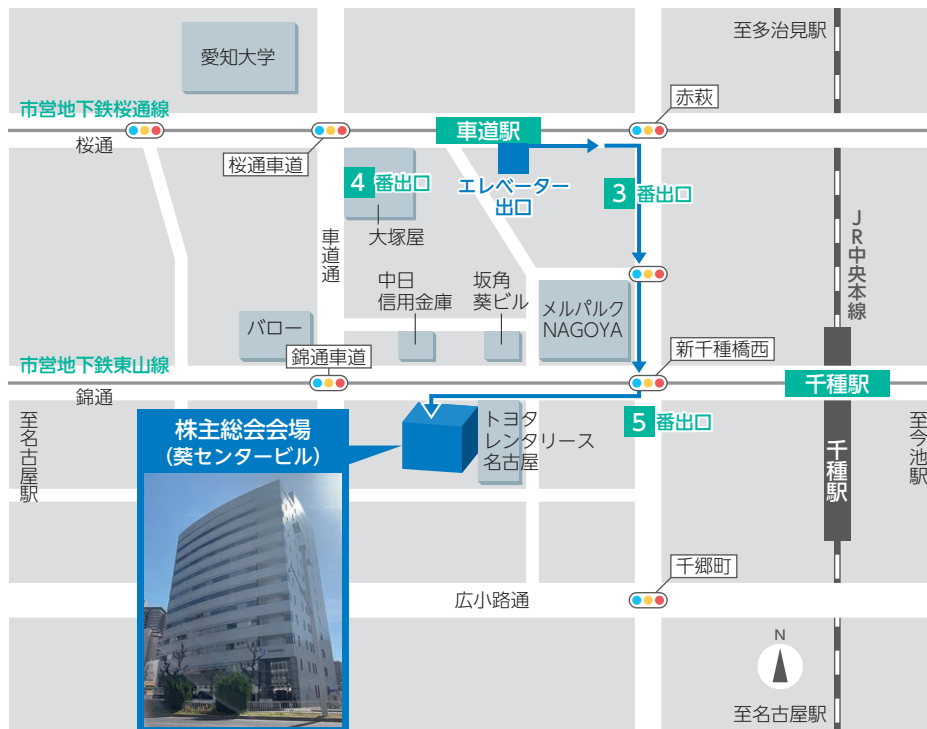 至多治見駅
愛知大学
赤萩
市営地下鉄桜通線
車道駅
桜通
桜通車道
4 番出口
エレベーター
出口
3 番出口
大塚屋
車道通
JR中央本線
中日
信用金庫
坂角
葵ビル
メルパルク
NAGOYA
バロー
錦通車道
新千種橋西
市営地下鉄東山線
千種駅
錦通
至名古屋駅
株主総会会場
(葵センタービル)
トヨタ
レンタリース
名古屋
5 番出口
千種駅
至今池駅
千郷町
広小路通
N
至名古屋駅